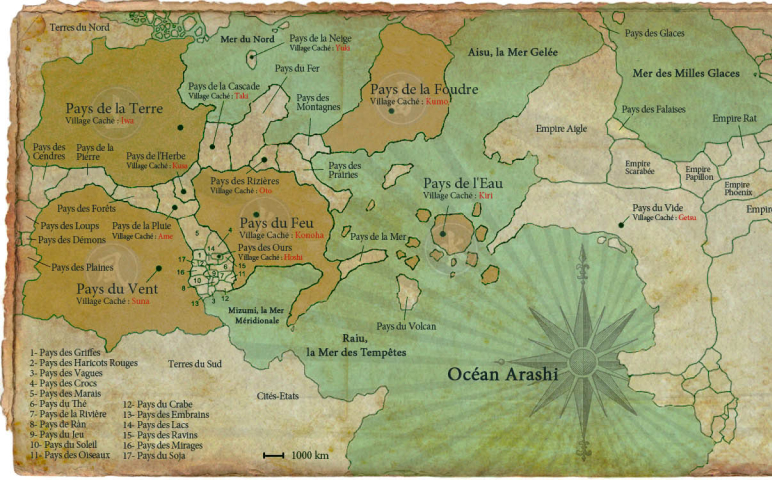 Terres du Nord
Mer du Nord
Pays de la Neige
Village Caché : Yuki
Pays du Fer
Aisu, la Mer Gelée
Pays des Glaces
Mer des Milles Glaces
Pays de la Cascade
Village Caché : Taki
Pays des
Montagnes
Pays de la Foudre
Village Caché : Kumo
Pays de la Terre
Village Caché : Iwa
Pays des Falaises
Empire Aigle
Empire Rat
Pays des
Cendres
Pays de la
Pierre
Pays de l'Herbe
Village Caché : Kusa
Pays des
Prairies
Empire
Scarabée
Empire
Papillon
Empire
Phoenix
Pays des Rizières
Village Caché : Oto
Pays de l'Eau
Village Caché : Kiri
Pays du Vide
Village Caché : Getsu
Empire
Pays des Forêts
Pays des Loups
Pays des Démons
Pays de la Pluie
Village Caché : Ame
Pays du Feu
Village Caché : Konoha
Pays des Ours
Village Caché : Hoshi
Pays de la Mer
Pays des Plaines
Pays du Vent
Village Caché : Suna
5
4
14
17
1
12
6
15
16
9
7
11
10
8
13
3
12
Mizumi, la Mer
Méridionale
Pays du Volcan
Raiu,
la Mer des Tempêtes
Océan Arashi
Terres du Sud
Cités-Etats
1- Pays des Griffes
2- Pays des Haricots Rouges
3- Pays des Vagues
4- Pays des Crocs
5- Pays des Marais
6- Pays du Thé
7- Pays de la Rivière
8- Pays de Ran
9- Pays du Jeu
10- Pays du Soleil
11- Pays des Oiseaux
12- Pays du Crabe
13- Pays des Embrains
14- Pays des Lacs
15- Pays des Ravins
16- Pays des Mirages
17- Pays du Soja
1000 km